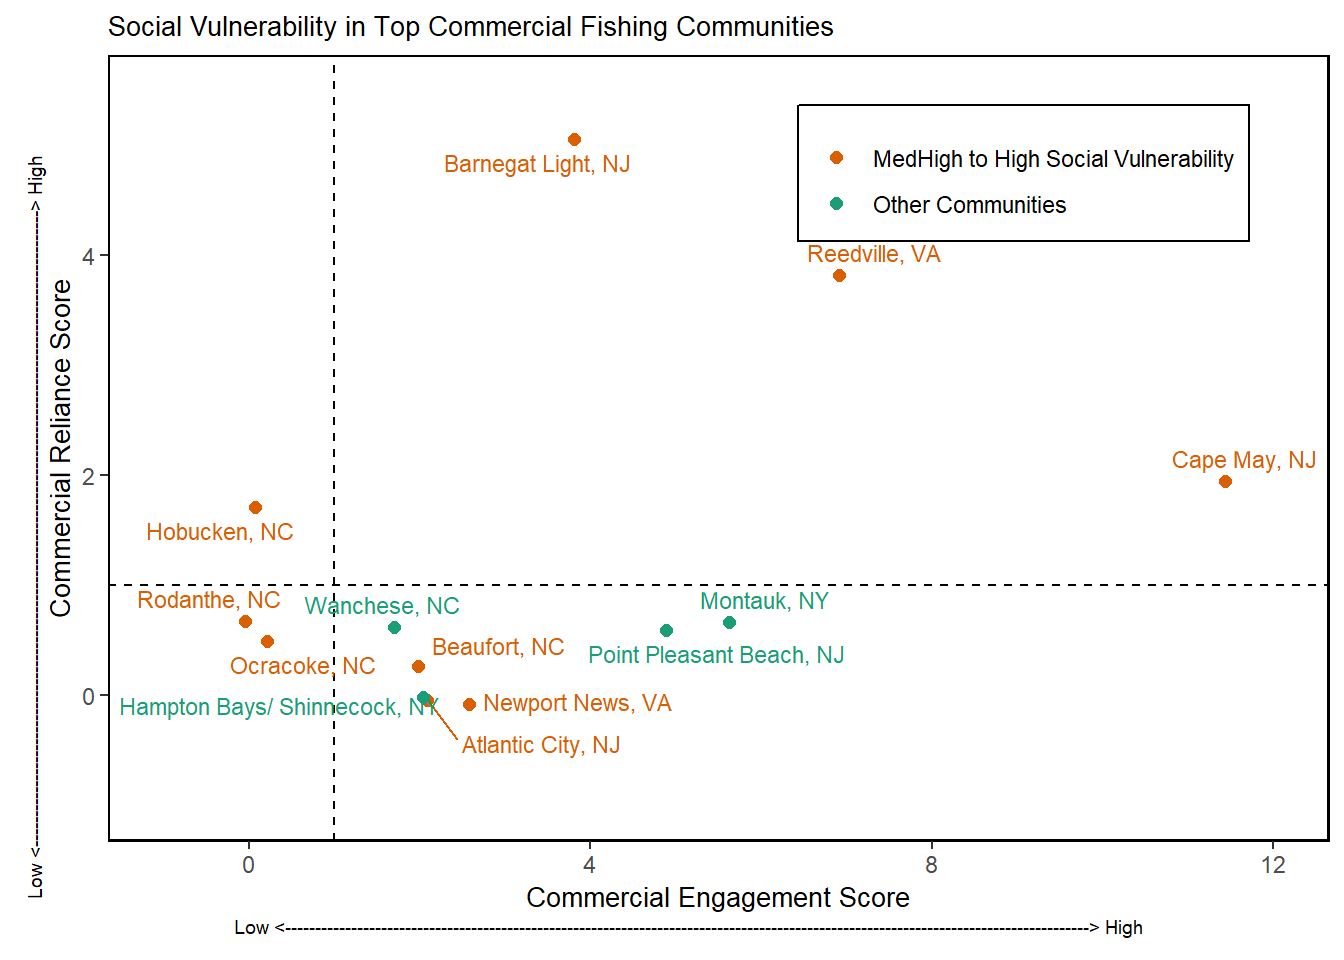 Social Vulnerability in Top Commercial Fishing Communities
MedHigh to High Social Vulnerability
Other Communities
Barnegat Light, NJ
Reedville, VA
Cape May, NJ
Hobucken, NC
Rodanthe, NC
Wanchese, NC
Montauk, NY
Beaufort, NC
Point Pleasant Beach, NJ
Ocracoke, NC
Hampton Bays/ Shinnecock, NY
Newport News, VA
Atlantic City, NJ
4
2
0
Commercial Reliance Score
Low <----------------------------------------------------------------------------------------------------------> High
0
4
8
12
Commercial Engagement Score
Low <--------------------------------------------------------------------------------------------------------------------------------------> High